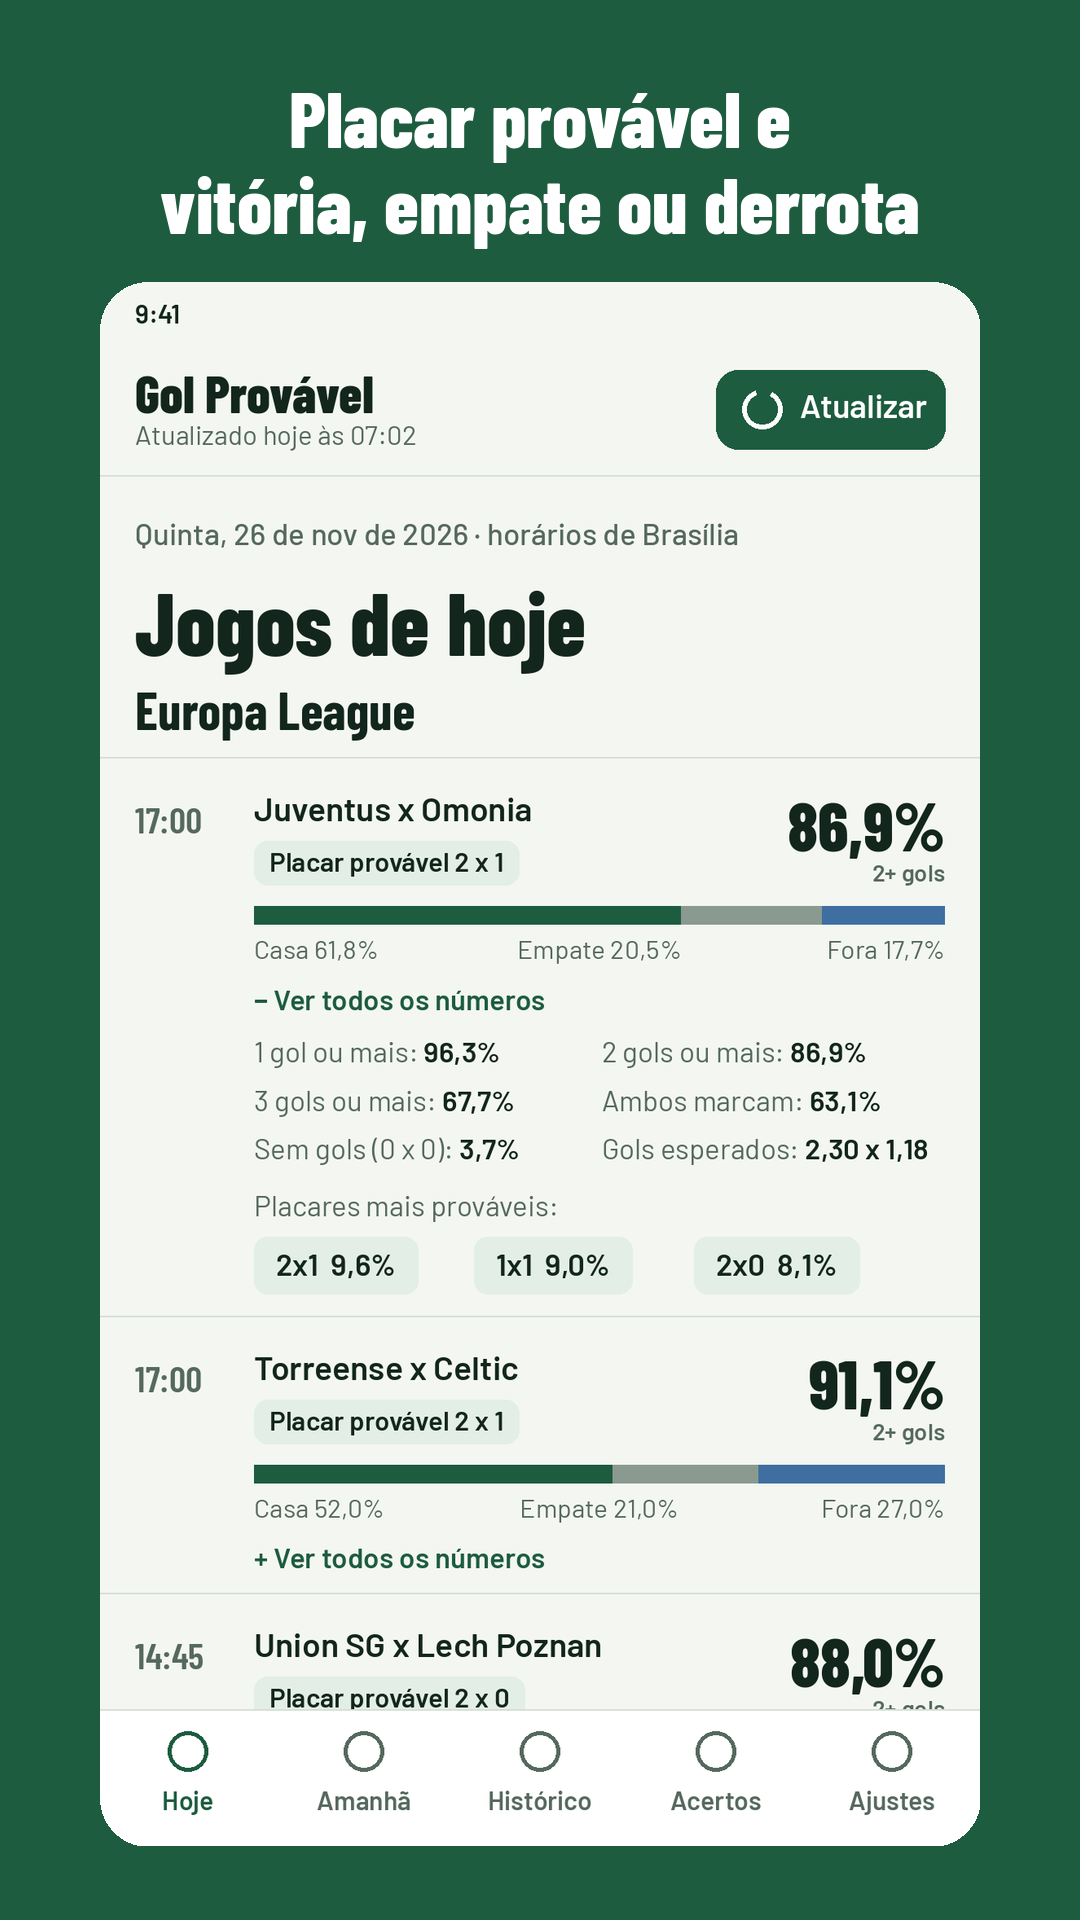 Placar provável e
vitória, empate ou derrota
9:41
Gol Provável
Atualizado hoje às 07:02
Atualizar
Quinta, 26 de nov de 2026 · horários de Brasília
Jogos de hoje
Europa League
17:00
Juventus x Omonia
86,9%
Placar provável 2 x 1
2+ gols
Casa 61,8%
Empate 20,5%
Fora 17,7%
– Ver todos os números
1 gol ou mais: 96,3%
2 gols ou mais: 86,9%
3 gols ou mais: 67,7%
Ambos marcam: 63,1%
Sem gols (0 x 0): 3,7%
Gols esperados: 2,30 x 1,18
Placares mais prováveis:
2x1 9,6%
1x1 9,0%
2x0 8,1%
17:00
Torreense x Celtic
91,1%
Placar provável 2 x 1
2+ gols
Casa 52,0%
Empate 21,0%
Fora 27,0%
+ Ver todos os números
14:45
Union SG x Lech Poznan
88,0%
Placar provável 2 x 0
2+ gols
Hoje
Amanhã
Histórico
Acertos
Ajustes